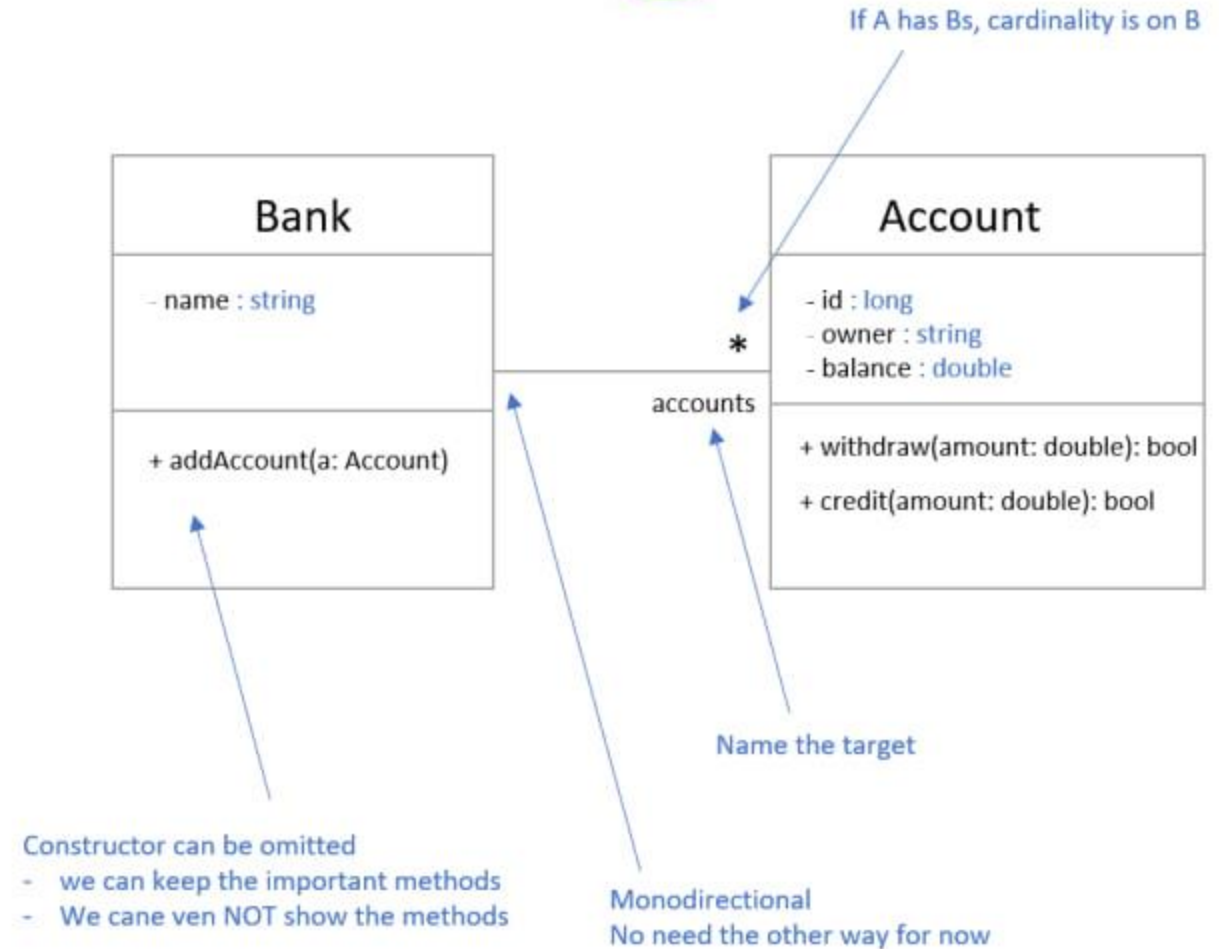 If A has Bs, cardinality is on B
Bank
- name : string
+ addAccount(a: Account)
*
accounts
Account
- id : long
- owner : string
- balance : double
+ withdraw(amount: double): bool
+ credit(amount: double): bool
Name the target
Constructor can be omitted
- we can keep the important methods
- We cane ven NOT show the methods
Monodirectional
No need the other way for now